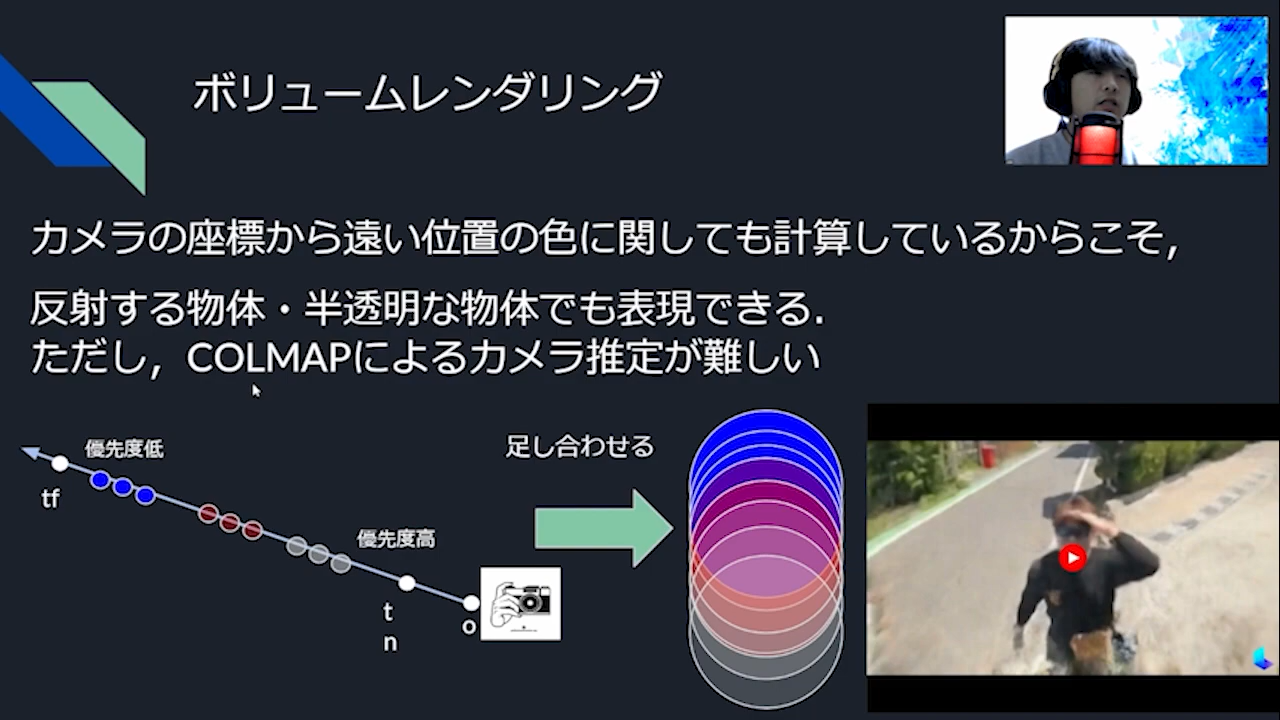 ボリュームレンダリング
カメラの座標から遠い位置の色に関しても計算しているからこそ,
反射する物体・半透明な物体でも表現できる.
ただし, COLMAPによるカメラ推定が難しい
優先度低
足し合わせる
tf
優先度高
t
n
o